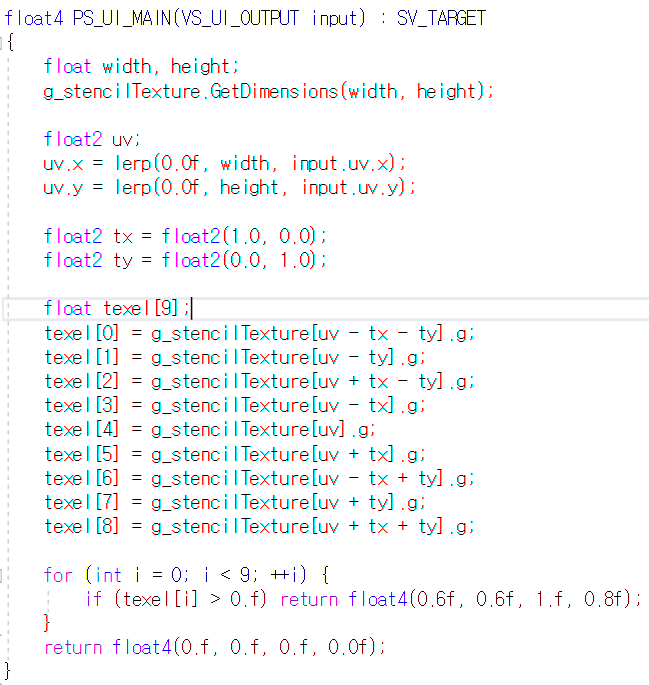 float4 PS_UI_MAIN(VS_UI_OUTPUT input) : SV_TARGET
{
    float width, height;
    g_stencilTexture.GetDimensions(width, height);

    float2 uv;
    uv.x = lerp(0.0f, width, input.uv.x);
    uv.y = lerp(0.0f, height, input.uv.y);

    float2 tx = float2(1.0, 0.0);
    float2 ty = float2(0.0, 1.0);

    float texel[9];
    texel[0] = g_stencilTexture[uv - tx - ty].g;
    texel[1] = g_stencilTexture[uv - ty].g;
    texel[2] = g_stencilTexture[uv + tx - ty].g;
    texel[3] = g_stencilTexture[uv - tx].g;
    texel[4] = g_stencilTexture[uv].g;
    texel[5] = g_stencilTexture[uv + tx].g;
    texel[6] = g_stencilTexture[uv - tx + ty].g;
    texel[7] = g_stencilTexture[uv + ty].g;
    texel[8] = g_stencilTexture[uv + tx + ty].g;

    for (int i = 0; i < 9; ++i) {
        if (texel[i] > 0.f) return float4(0.6f, 0.6f, 1.f, 0.8f);
    }
    return float4(0.f, 0.f, 0.f, 0.0f);
}